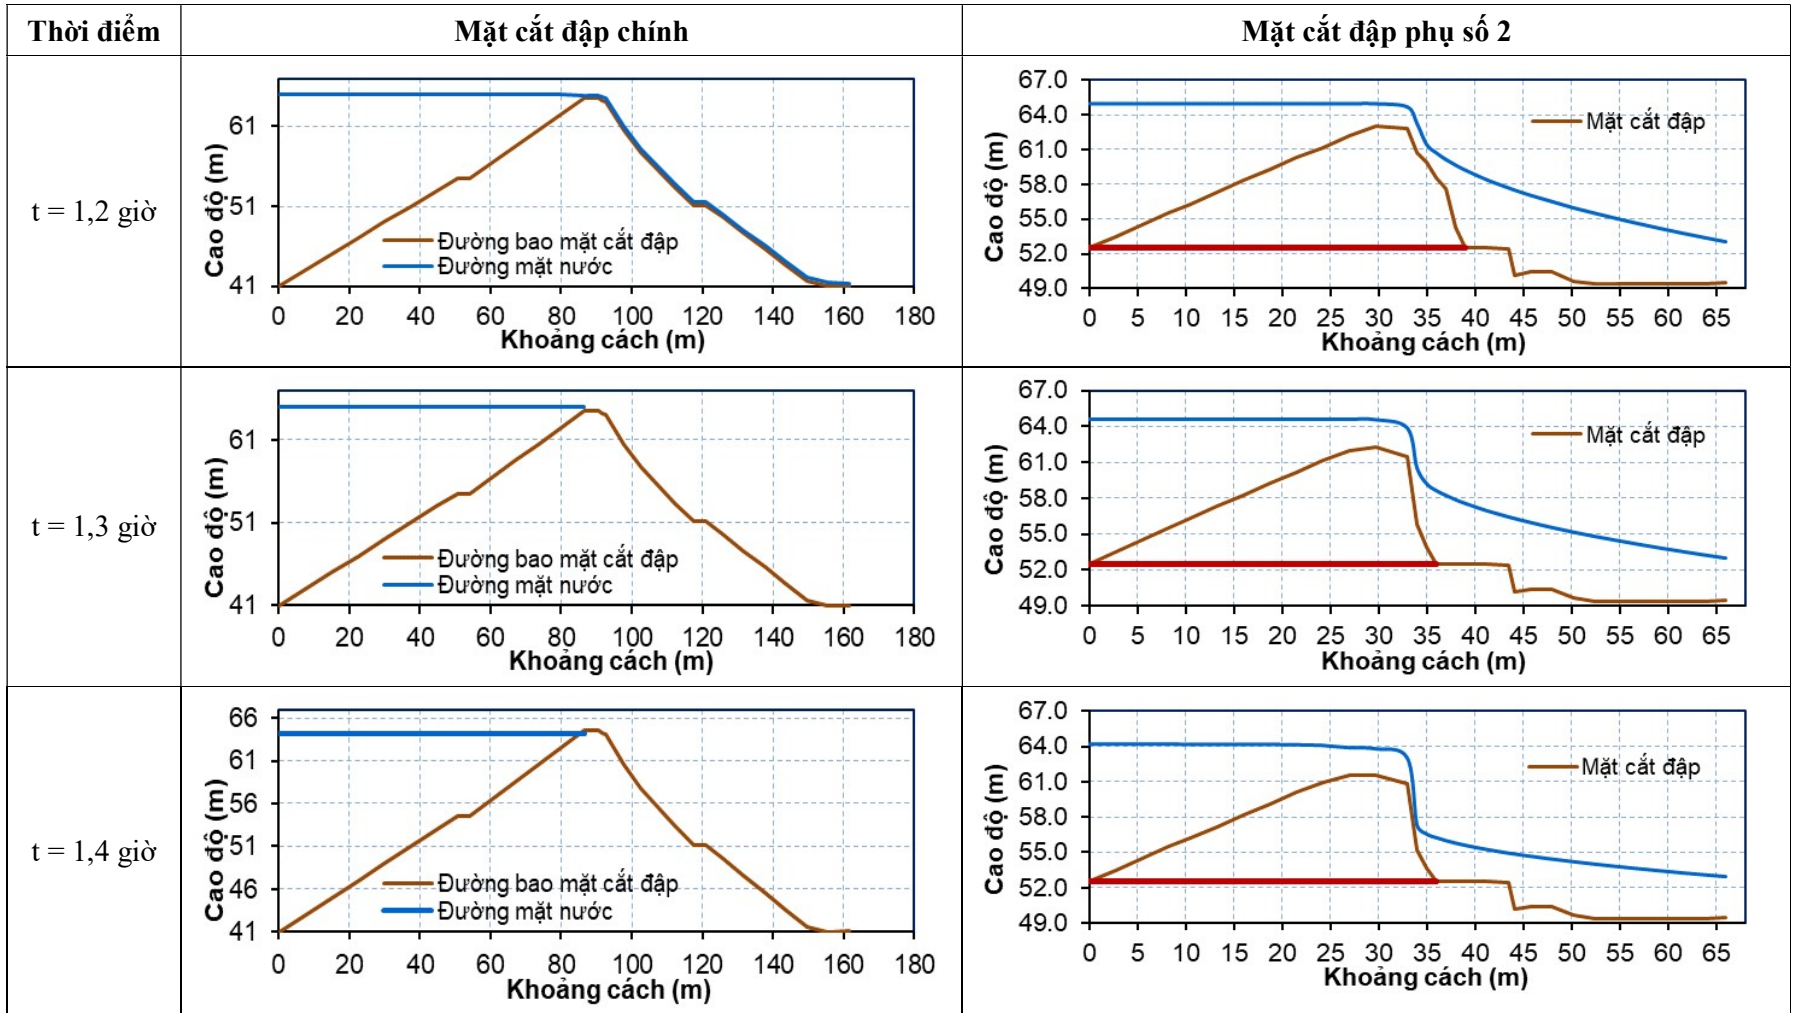 Thời điểm
Mặt cắt đập chính
Mặt cắt đập phụ số 2
t = 1,2 giờ
Cao độ (m)
61
51
41
Đường bao mặt cắt đập
Đường mặt nước
0 20 40 60 80 100 120 140 160 180
Khoảng cách (m)
Cao độ (m)
67.0
64.0
61.0
58.0
55.0
52.0
49.0
Mặt cắt đập
0 5 10 15 20 25 30 35 40 45 50 55 60 65
Khoảng cách (m)
t = 1,3 giờ
Cao độ (m)
61
51
41
Đường bao mặt cắt đập
Đường mặt nước
0 20 40 60 80 100 120 140 160 180
Khoảng cách (m)
Cao độ (m)
67.0
64.0
61.0
58.0
55.0
52.0
49.0
Mặt cắt đập
0 5 10 15 20 25 30 35 40 45 50 55 60 65
Khoảng cách (m)
t = 1,4 giờ
Cao độ (m)
66
61
56
51
46
41
Đường bao mặt cắt đập
Đường mặt nước
0 20 40 60 80 100 120 140 160 180
Khoảng cách (m)
Cao độ (m)
67.0
64.0
61.0
58.0
55.0
52.0
49.0
Mặt cắt đập
0 5 10 15 20 25 30 35 40 45 50 55 60 65
Khoảng cách (m)